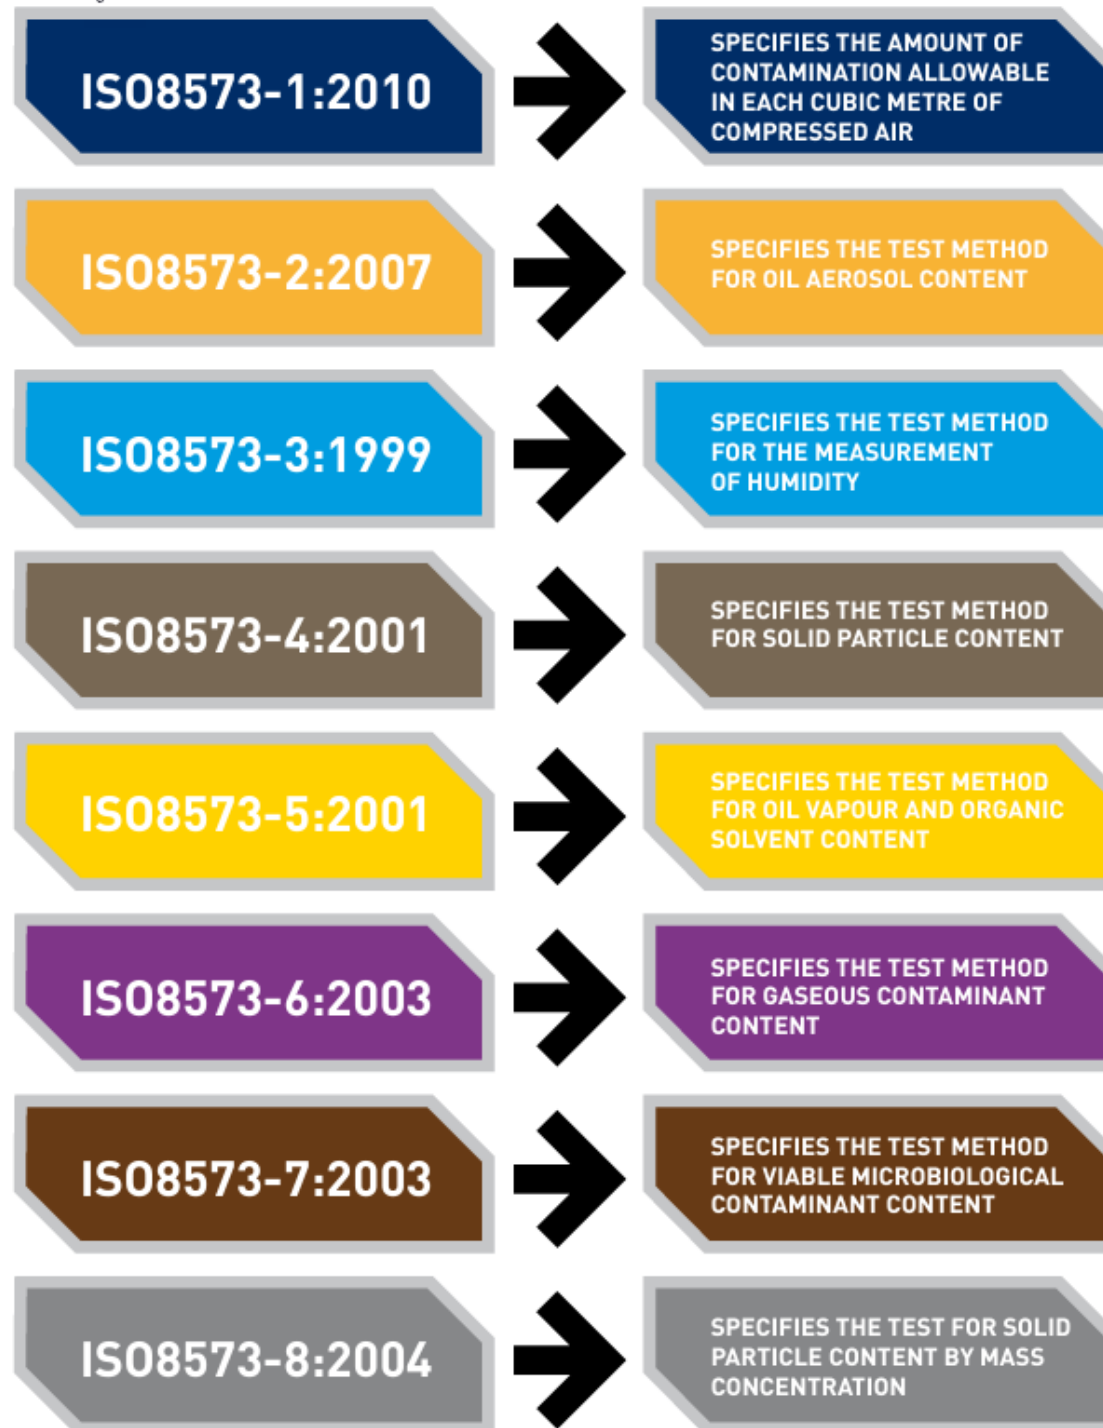 ISO8573-1:2010
SPECIFIES THE AMOUNT OF
CONTAMINATION ALLOWABLE
IN EACH CUBIC METRE OF
COMPRESSED AIR
ISO8573-2:2007
SPECIFIES THE TEST METHOD
FOR OIL AEROSOL CONTENT
ISO8573-3:1999
SPECIFIES THE TEST METHOD
FOR THE MEASUREMENT
OF HUMIDITY
ISO8573-4:2001
SPECIFIES THE TEST METHOD
FOR SOLID PARTICLE CONTENT
ISO8573-5:2001
SPECIFIES THE TEST METHOD
FOR OIL VAPOUR AND ORGANIC
SOLVENT CONTENT
ISO8573-6:2003
SPECIFIES THE TEST METHOD
FOR GASEOUS CONTAMINANT
CONTENT
ISO8573-7:2003
SPECIFIES THE TEST METHOD
FOR VIABLE MICROBIOLOGICAL
CONTAMINANT CONTENT
ISO8573-8:2004
SPECIFIES THE TEST FOR SOLID
PARTICLE CONTENT BY MASS
CONCENTRATION